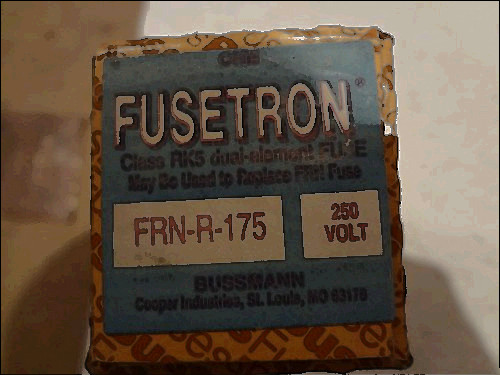 FUSETRON®
Class RK5 dual-element FUSE
May Be Used to Replace FRN Fuse
FRN-R-175
250
VOLT
BUSSMANN
Cooper Industries, St. Louis, MO 63178